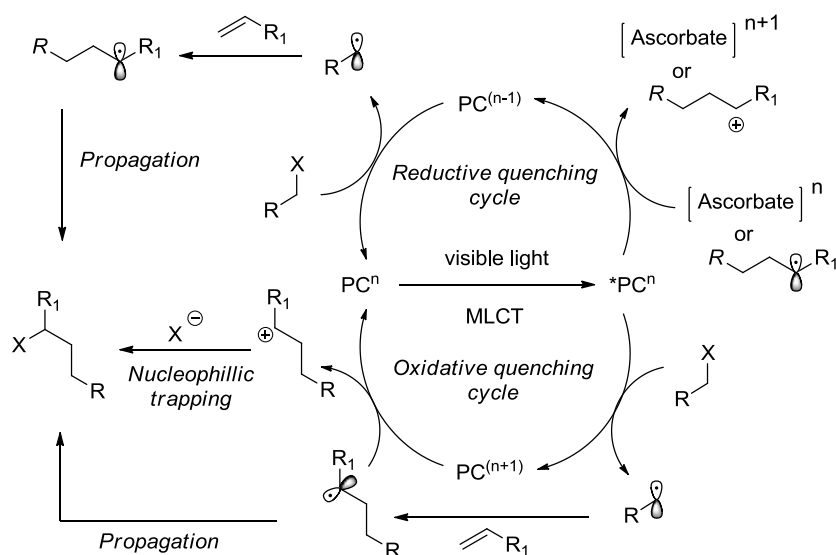 R
R1
R1
R
[Ascorbate]n+1
or
R
R1
⊕
PC(n-1)
Propagation
X
R
Reductive quenching
cycle
[Ascorbate]n
or
R
R1
PCn
visible light
MLCT
*PCn
R1
X
R
X ⊖
Nucleophillic
trapping
R1
⊕
R
Oxidative quenching
cycle
X
R
PC(n+1)
R1
R
R
R1
Propagation